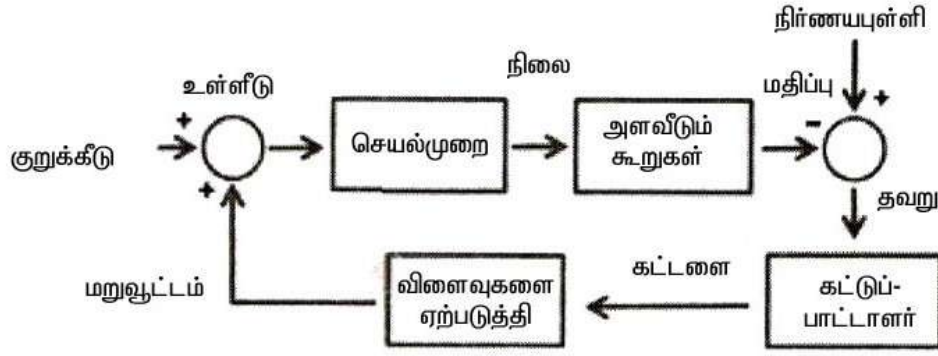 நிர்ணயபுள்ளி
நிலை
உள்ளீடு
மதிப்பு
+
+
-
செயல்முறை
அளவீடும்
கூறுகள்
குறுக்கீடு
+
தவறு
மறுவூட்டம்
விளைவுகளை
ஏற்படுத்தி
கட்டளை
கட்டுப்-
பாட்டாளர்